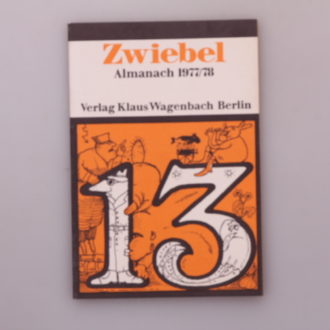 Zwiebel
Almanach 1977/78
Verlag Klaus Wagenbach Berlin
13